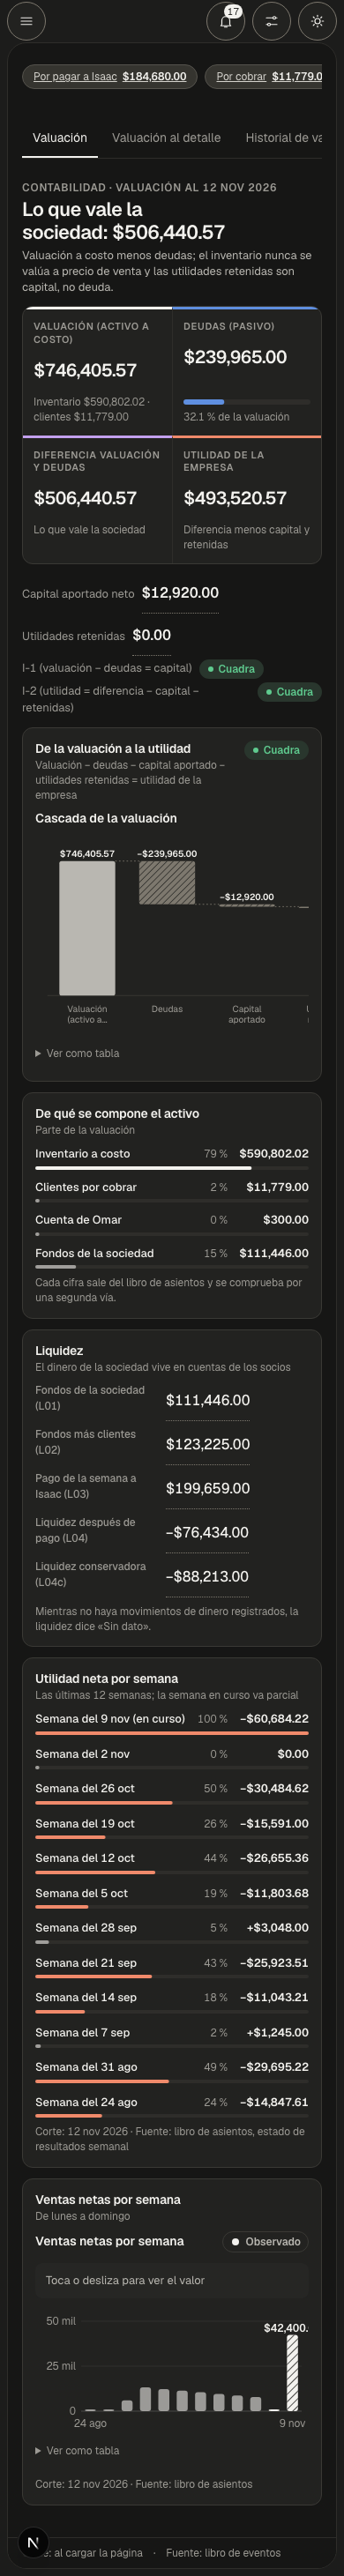 17
Por pagar a Isaac $184,680.00
Por cobrar $11,779.0
Valuación Valuación al detalle Historial de va
CONTABILIDAD · VALUACIÓN AL 12 NOV 2026
Lo que vale la
sociedad: $506,440.57
Valuación a costo menos deudas; el inventario nunca se
valúa a precio de venta y las utilidades retenidas son
capital, no deuda.
VALUACIÓN (ACTIVO A
COSTO)
$746,405.57
Inventario $590,802.02 ·
clientes $11,779.00
DEUDAS (PASIVO)
$239,965.00
32.1 % de la valuación
DIFERENCIA VALUACIÓN
Y DEUDAS
$506,440.57
Lo que vale la sociedad
UTILIDAD DE LA
EMPRESA
$493,520.57
Diferencia menos capital y
retenidas
Capital aportado neto $12,920.00
Utilidades retenidas $0.00
I-1 (valuación – deudas = capital) Cuadra
I-2 (utilidad = diferencia – capital –
retenidas)
Cuadra
De la valuación a la utilidad
Cuadra
Valuación – deudas – capital aportado –
utilidades retenidas = utilidad de la
empresa
Cascada de la valuación
$746,405.57 –$239,965.00
–$12,920.00
Valuación
(activo a…
Deudas
Capital
aportado
Ver como tabla
De qué se compone el activo
Parte de la valuación
Inventario a costo 79 % $590,802.02
Clientes por cobrar 2 % $11,779.00
Cuenta de Omar 0 % $300.00
Fondos de la sociedad 15 % $111,446.00
Cada cifra sale del libro de asientos y se comprueba por
una segunda vía.
Liquidez
El dinero de la sociedad vive en cuentas de los socios
Fondos de la sociedad
(L01)
$111,446.00
Fondos más clientes
(L02)
$123,225.00
Pago de la semana a
Isaac (L03)
$199,659.00
Liquidez después de
pago (L04)
–$76,434.00
Liquidez conservadora
(L04c)
–$88,213.00
Mientras no haya movimientos de dinero registrados, la
liquidez dice «Sin dato».
Utilidad neta por semana
Las últimas 12 semanas; la semana en curso va parcial
Semana del 9 nov (en curso) 100 % –$60,684.22
Semana del 2 nov 0 % $0.00
Semana del 26 oct 50 % –$30,484.62
Semana del 19 oct 26 % –$15,591.00
Semana del 12 oct 44 % –$26,655.36
Semana del 5 oct 19 % –$11,803.68
Semana del 28 sep 5 % +$3,048.00
Semana del 21 sep 43 % –$25,923.51
Semana del 14 sep 18 % –$11,043.21
Semana del 7 sep 2 % +$1,245.00
Semana del 31 ago 49 % –$29,695.22
Semana del 24 ago 24 % –$14,847.61
Corte: 12 nov 2026 · Fuente: libro de asientos, estado de
resultados semanal
Ventas netas por semana
De lunes a domingo
Ventas netas por semana Observado
Toca o desliza para ver el valor
50 mil
$42,400.
25 mil
0
24 ago 9 nov
Ver como tabla
Corte: 12 nov 2026 · Fuente: libro de asientos
N
: al cargar la página · Fuente: libro de eventos